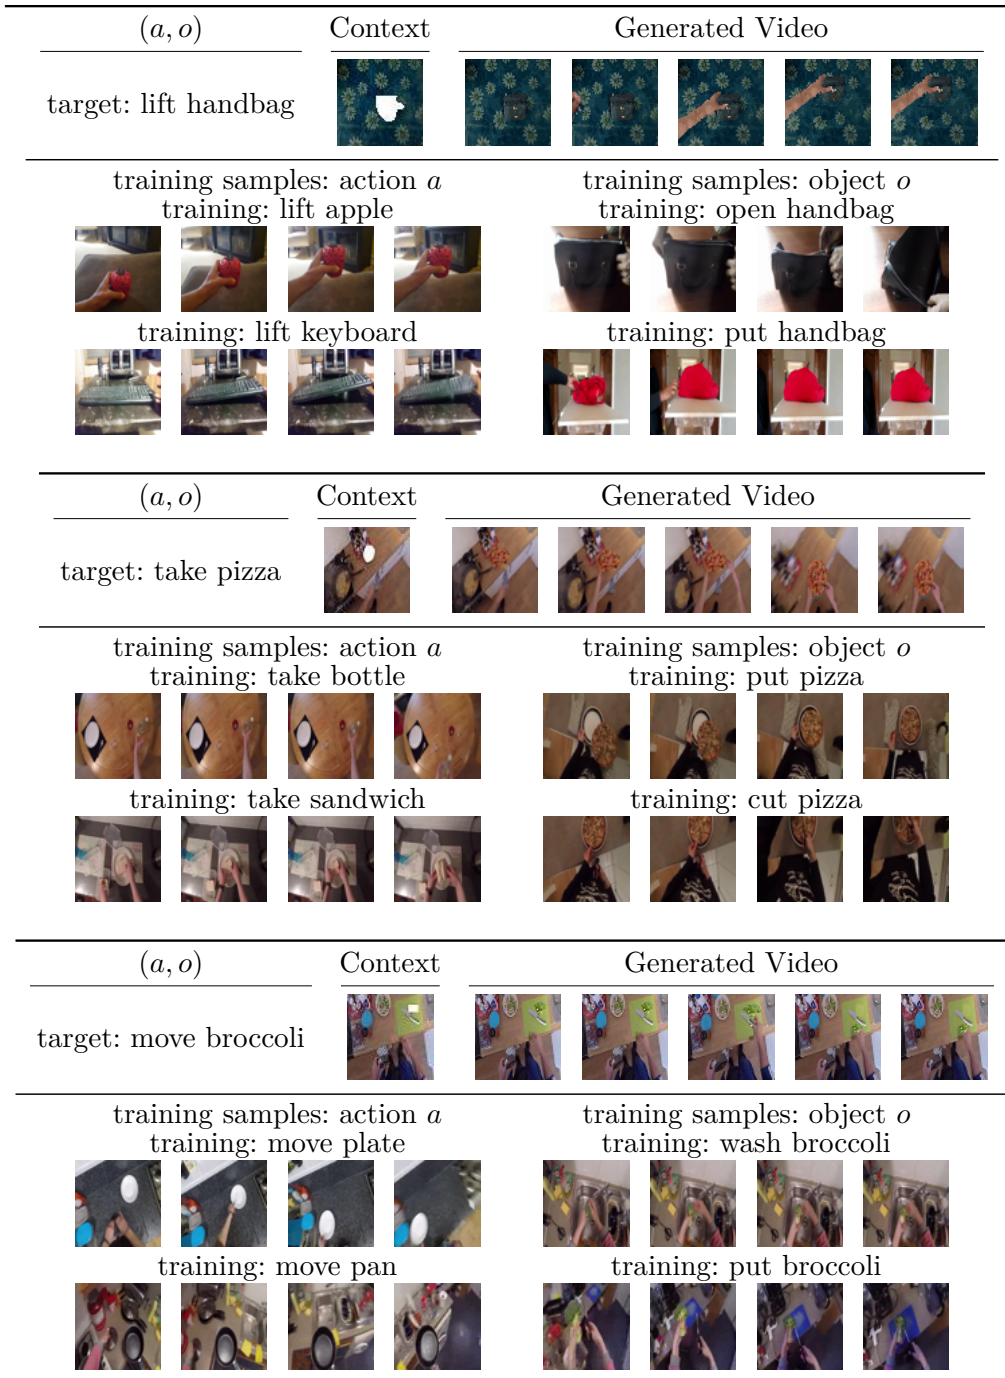 (a, o) Context Generated Video
target: lift handbag
training samples: action a training samples: object o
training: lift apple training: open handbag
training: lift keyboard training: put handbag
(a, o) Context Generated Video
target: take pizza
training samples: action a training samples: object o
training: take bottle training: put pizza
training: take sandwich training: cut pizza
(a, o) Context Generated Video
target: move broccoli
training samples: action a training samples: object o
training: move plate training: wash broccoli
training: move pan training: put broccoli